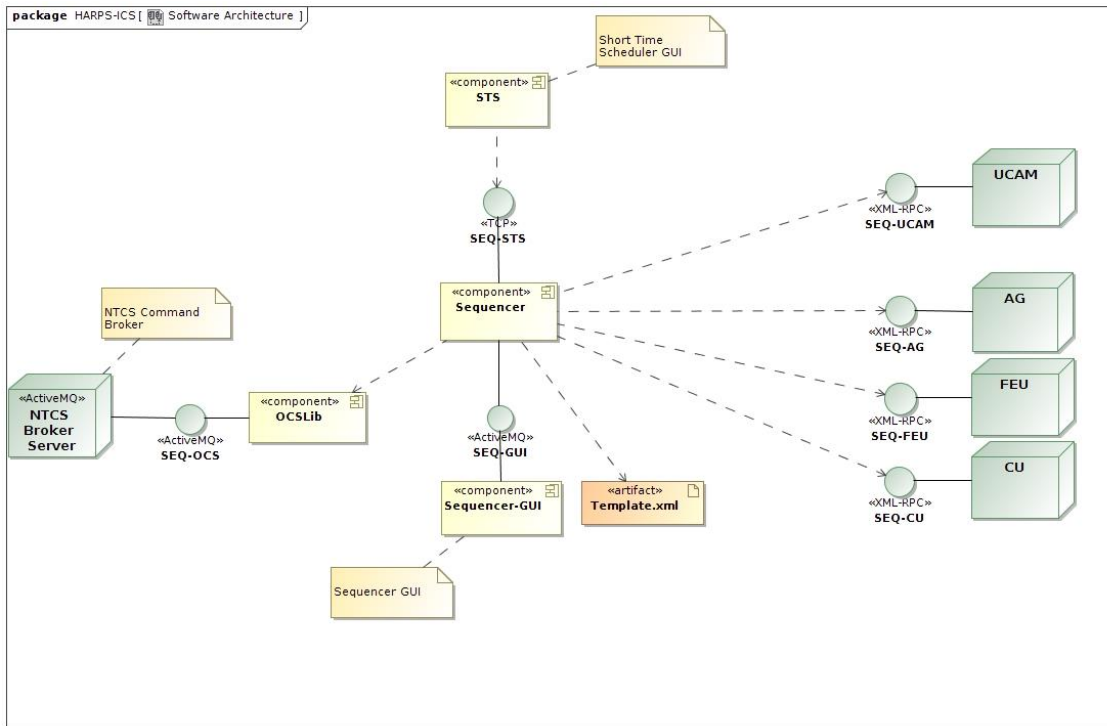 package HARPS-ICS [ Software Architecture ]
Short Time
Scheduler GUI
«component»
STS
«TCP»
SEQ-STS
UCAM
«XML-RPC»
SEQ-UCAM
«component»
Sequencer
AG
«XML-RPC»
SEQ-AG
NTCS Command
Broker
FEU
«XML-RPC»
SEQ-FEU
«ActiveMQ»
NTCS
Broker
Server
«ActiveMQ»
SEQ-OCS
«component»
OCSLib
«ActiveMQ»
SEQ-GUI
CU
«XML-RPC»
SEQ-CU
«component»
Sequencer-GUI
«artifact»
Template.xml
Sequencer GUI